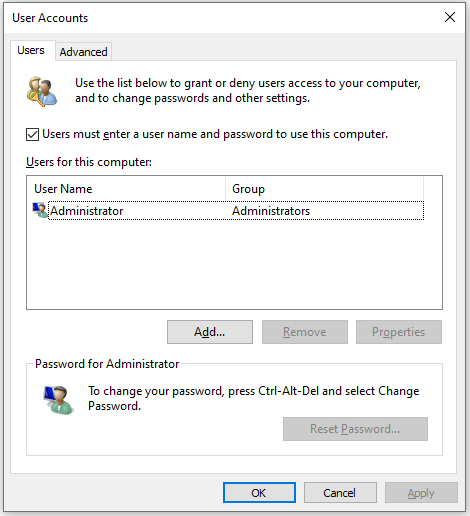 User Accounts
Users
Advanced
Use the list below to grant or deny users access to your computer,
and to change passwords and other settings.
Users must enter a user name and password to use this computer.
Users for this computer:
User Name Group
Administrator Administrators
Add... Remove Properties
Password for Administrator
To change your password, press Ctrl-Alt-Del and select Change
Password.
Reset Password...
OK Cancel Apply